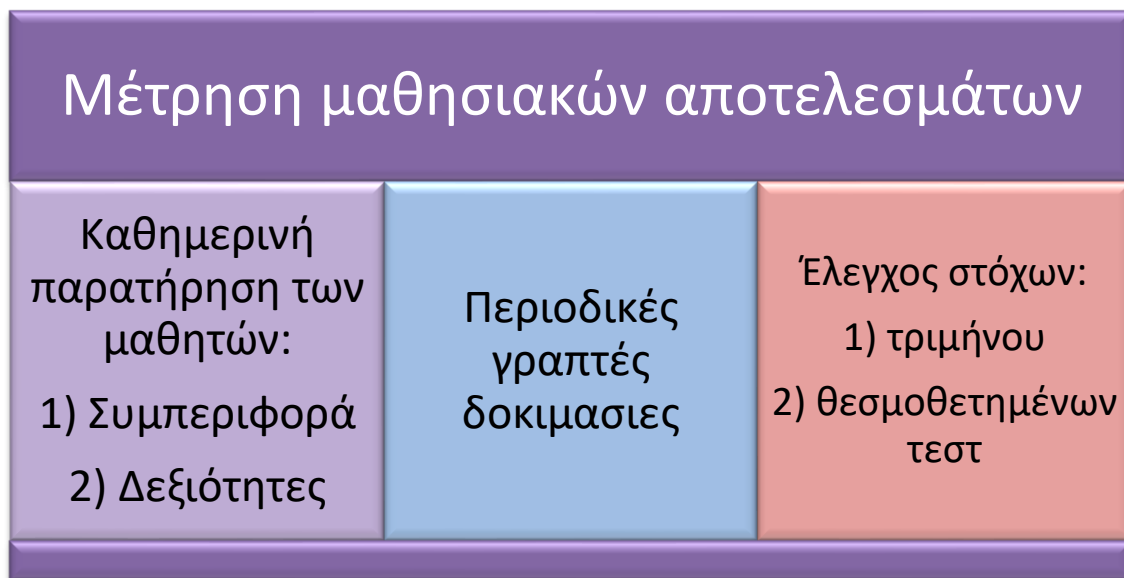 Μέτρηση μαθησιακών αποτελεσμάτων
Καθημερινή
παρατήρηση των
μαθητών:
1) Συμπεριφορά
2) Δεξιότητες
Περιοδικές
γραπτές
δοκιμασιες
Έλεγχος στόχων:
1) τριμήνου
2) θεσμοθετημένων
τεστ